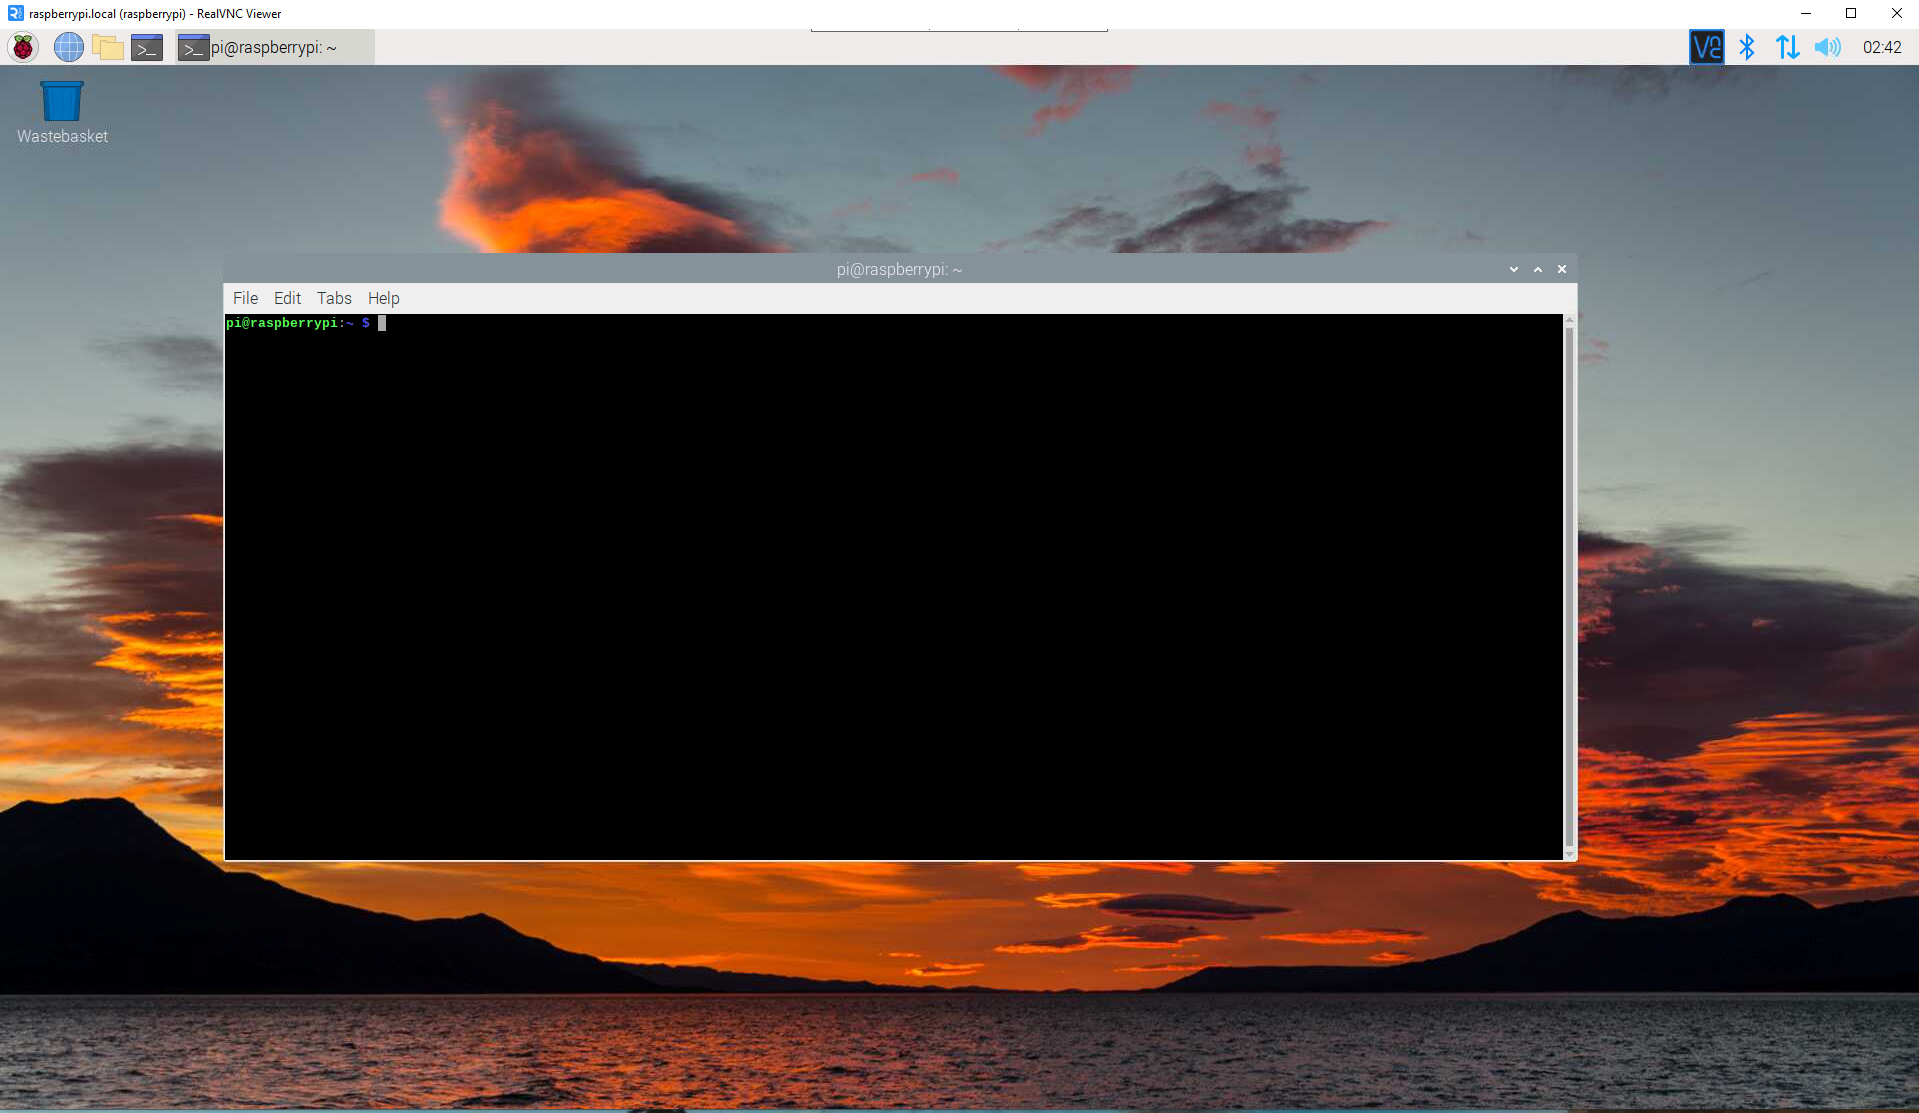 raspberrypi.local (raspberrypi) - RealVNC Viewer
pi@raspberrypi: ~
02:42
Wastebasket
pi@raspberrypi: ~
File Edit Tabs Help
pi@raspberrypi:~ $